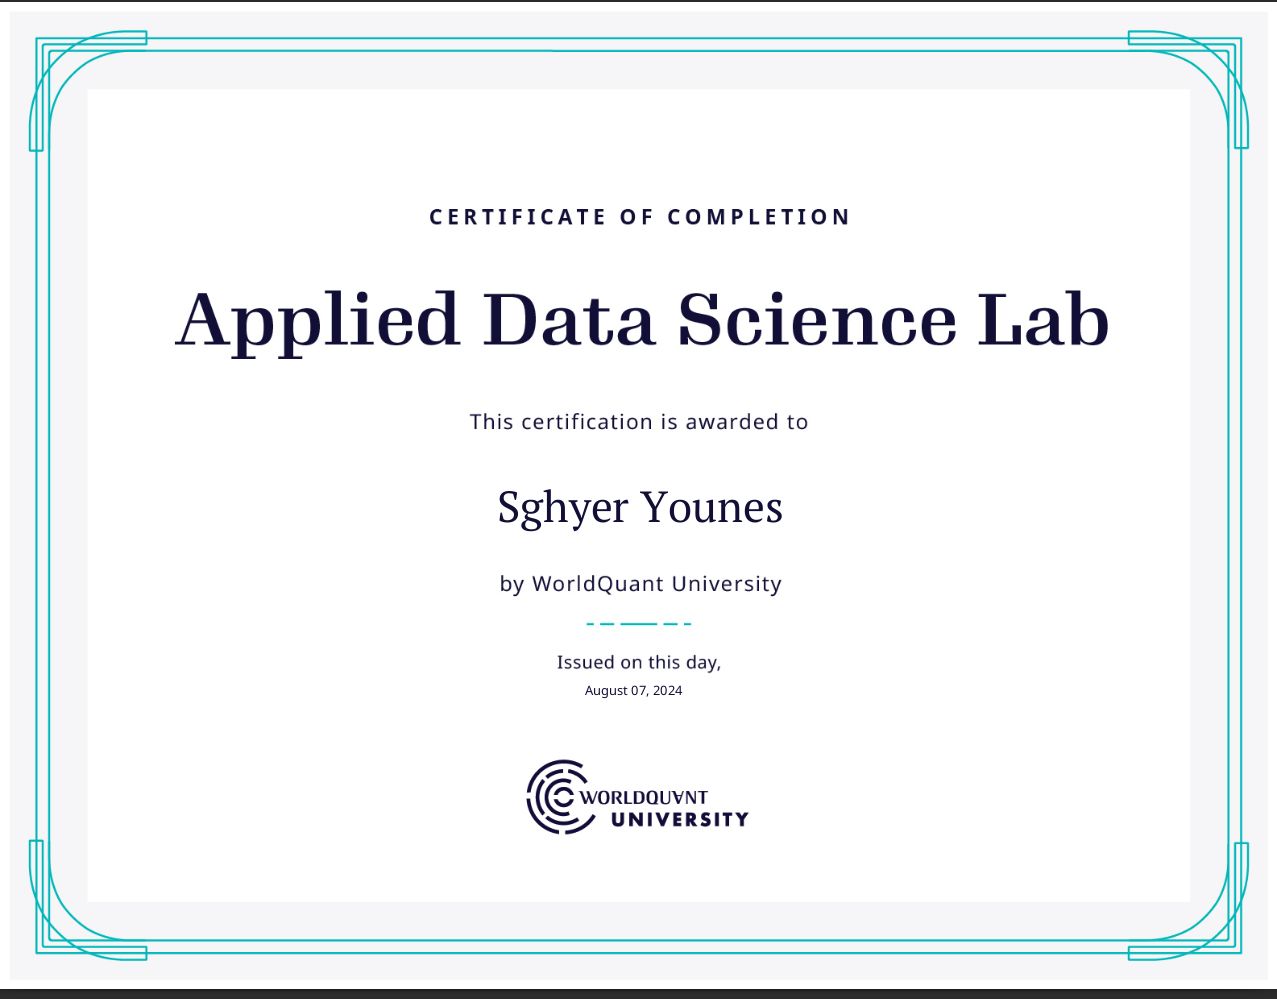 CERTIFICATE OF COMPLETION
Applied Data Science Lab
This certification is awarded to
Sghyer Younes
by WorldQuant University
Issued on this day,
August 07, 2024
WORLDQUANT
UNIVERSITY